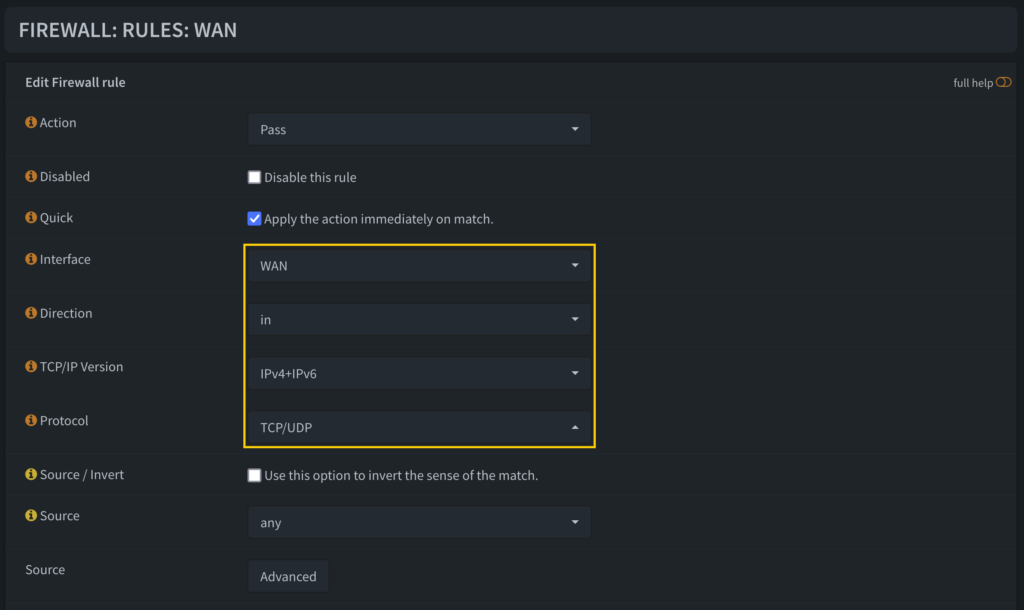 FIREWALL: RULES: WAN
Edit Firewall rule
full help
Action
Pass
Disabled
Disable this rule
Quick
Apply the action immediately on match.
Interface
WAN
Direction
in
TCP/IP Version
IPv4+IPv6
Protocol
TCP/UDP
Source / Invert
Use this option to invert the sense of the match.
Source
any
Source
Advanced